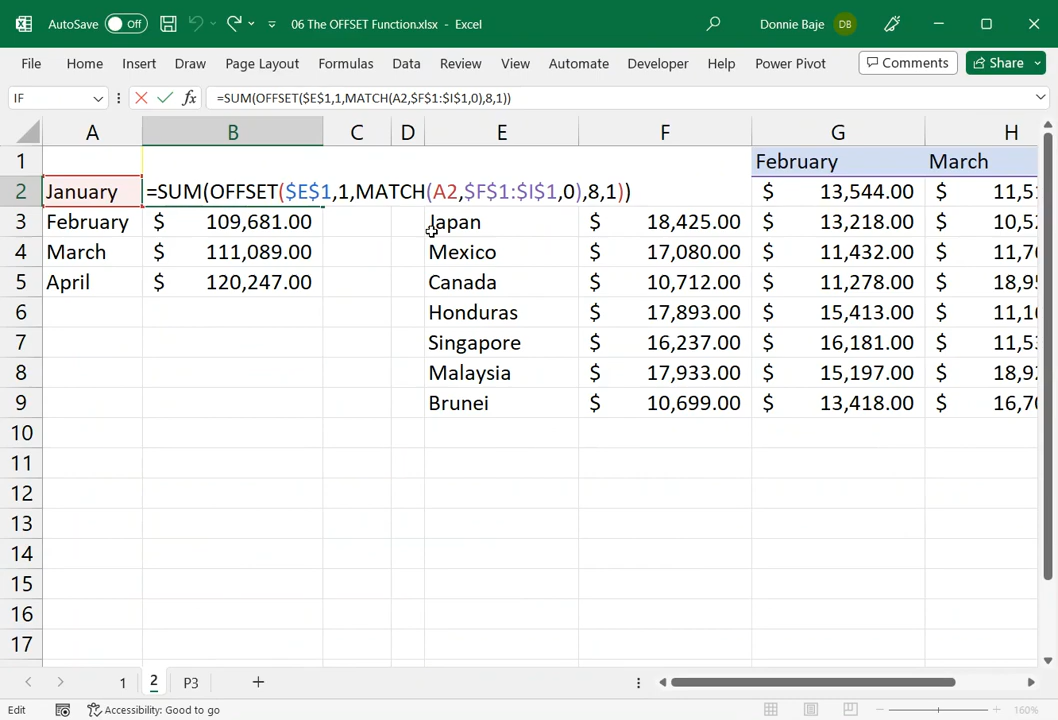 AutoSave Off 06 The OFFSET Function.xlsx - Excel Donnie Baje DB
File Home Insert Draw Page Layout Formulas Data Review View Automate Developer Help Power Pivot Comments Share
IF fx =SUM(OFFSET($E$1,1,MATCH(A2,$F$1:$I$1,0),8,1))
A B C D E F G H
1 February March
2 January =SUM(OFFSET($E$1,1,MATCH(A2,$F$1:$I$1,0),8,1)) $ 13,544.00 $ 11,5
3 February $ 109,681.00 Japan $ 18,425.00 $ 13,218.00 $ 10,52
4 March $ 111,089.00 Mexico $ 17,080.00 $ 11,432.00 $ 11,70
5 April $ 120,247.00 Canada $ 10,712.00 $ 11,278.00 $ 18,95
6 Honduras $ 17,893.00 $ 15,413.00 $ 11,10
7 Singapore $ 16,237.00 $ 16,181.00 $ 11,53
8 Malaysia $ 17,933.00 $ 15,197.00 $ 18,92
9 Brunei $ 10,699.00 $ 13,418.00 $ 16,70
10
11
12
13
14
15
16
17
1 2 P3
Edit Accessibility: Good to go 160%